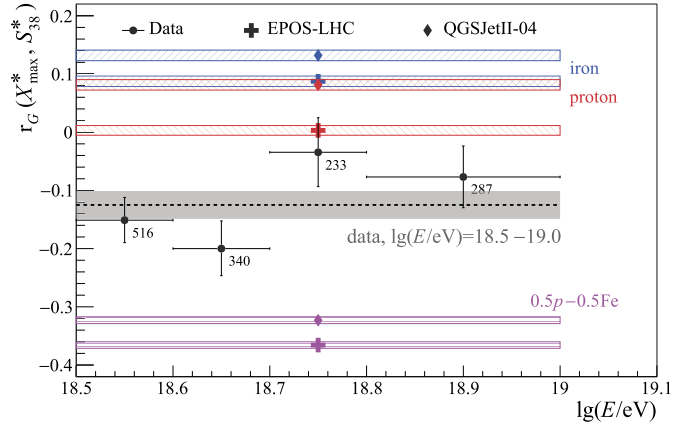 0.2
Data
EPOS-LHC
QGSJetII-04
r_G (X*_max, S*_38)
0.1
iron
proton
0
233
287
−0.1
516
340
data, lg(E/eV)=18.5−19.0
−0.2
−0.3
0.5p−0.5Fe
−0.4
18.5
18.6
18.7
18.8
18.9
19
19.1
lg(E/eV)